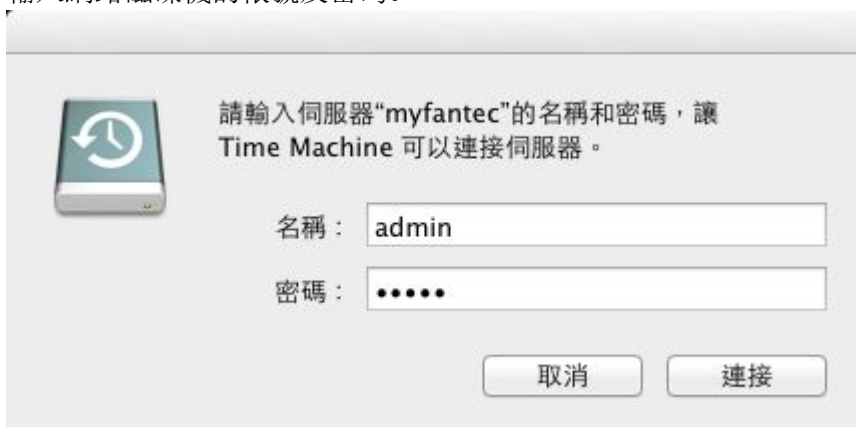 請輸入伺服器“myfantec”的名稱和密碼，讓
Time Machine 可以連接伺服器。
名稱： admin
密碼： •••••
取消 連接